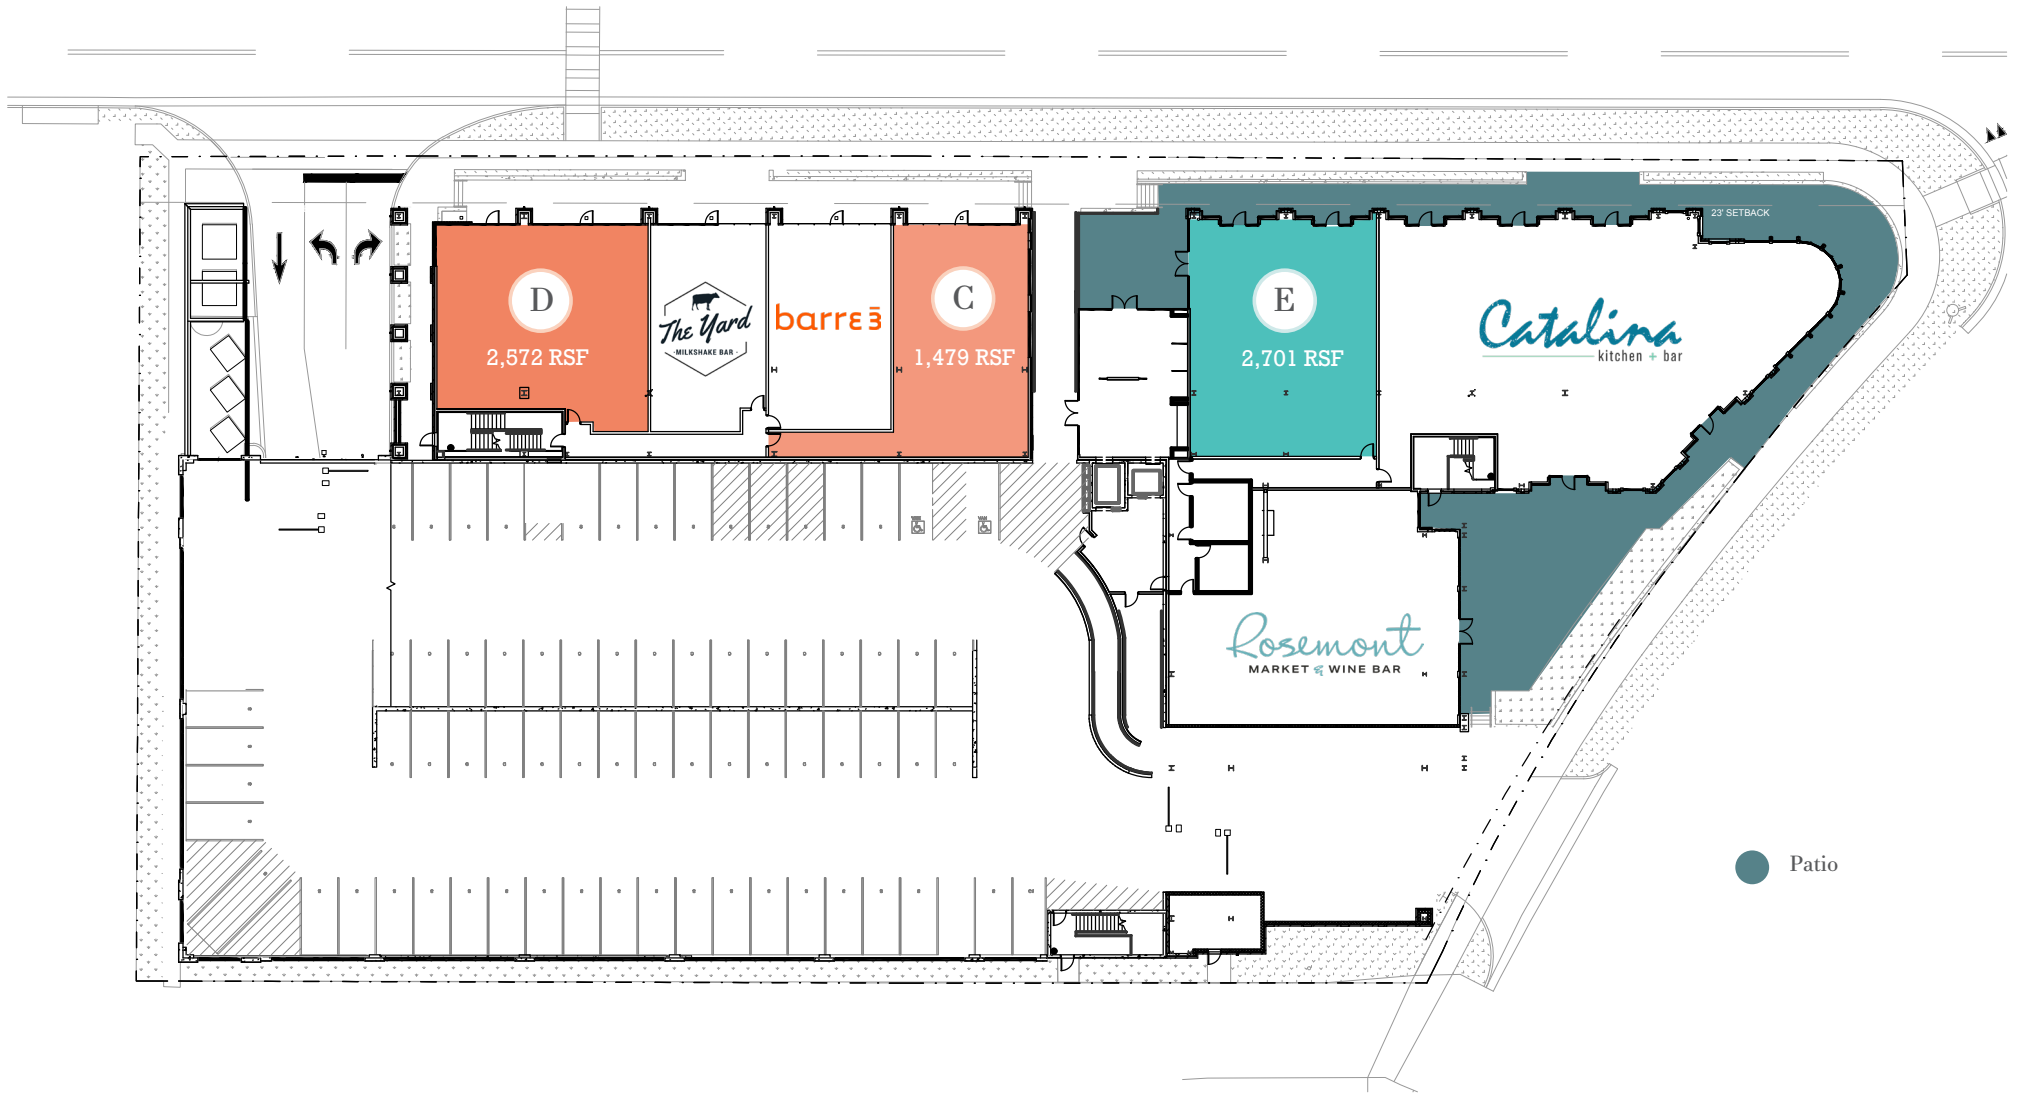 23' SETBACK
D
2,572 RSF
The Yard
·MILKSHAKE BAR·
barre3
C
1,479 RSF
E
2,701 RSF
Catalina
kitchen + bar
Rosemont
MARKET & WINE BAR
Patio